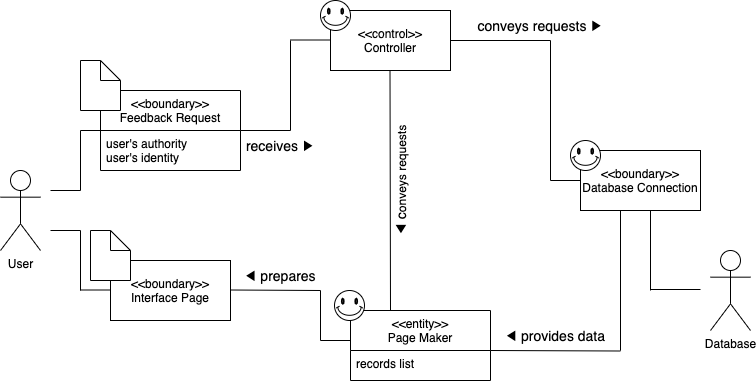 conveys requests ▶
<<control>>
Controller
<<boundary>>
Feedback Request
user's authority
user's identity
receives ▶
conveys requests ▶
<<boundary>>
Database Connection
User
<<boundary>>
Interface Page
◀ prepares
<<entity>>
Page Maker
records list
◀ provides data
Database